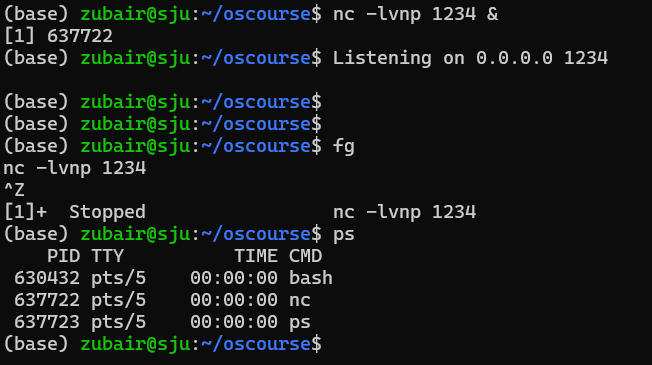 (base) zubair@sju:~/oscourse$ nc -lvnp 1234 &
[1] 637722
(base) zubair@sju:~/oscourse$ Listening on 0.0.0.0 1234
(base) zubair@sju:~/oscourse$
(base) zubair@sju:~/oscourse$
(base) zubair@sju:~/oscourse$ fg
nc -lvnp 1234
^Z
[1]+  Stopped                 nc -lvnp 1234
(base) zubair@sju:~/oscourse$ ps
    PID TTY          TIME CMD
 630432 pts/5    00:00:00 bash
 637722 pts/5    00:00:00 nc
 637723 pts/5    00:00:00 ps
(base) zubair@sju:~/oscourse$